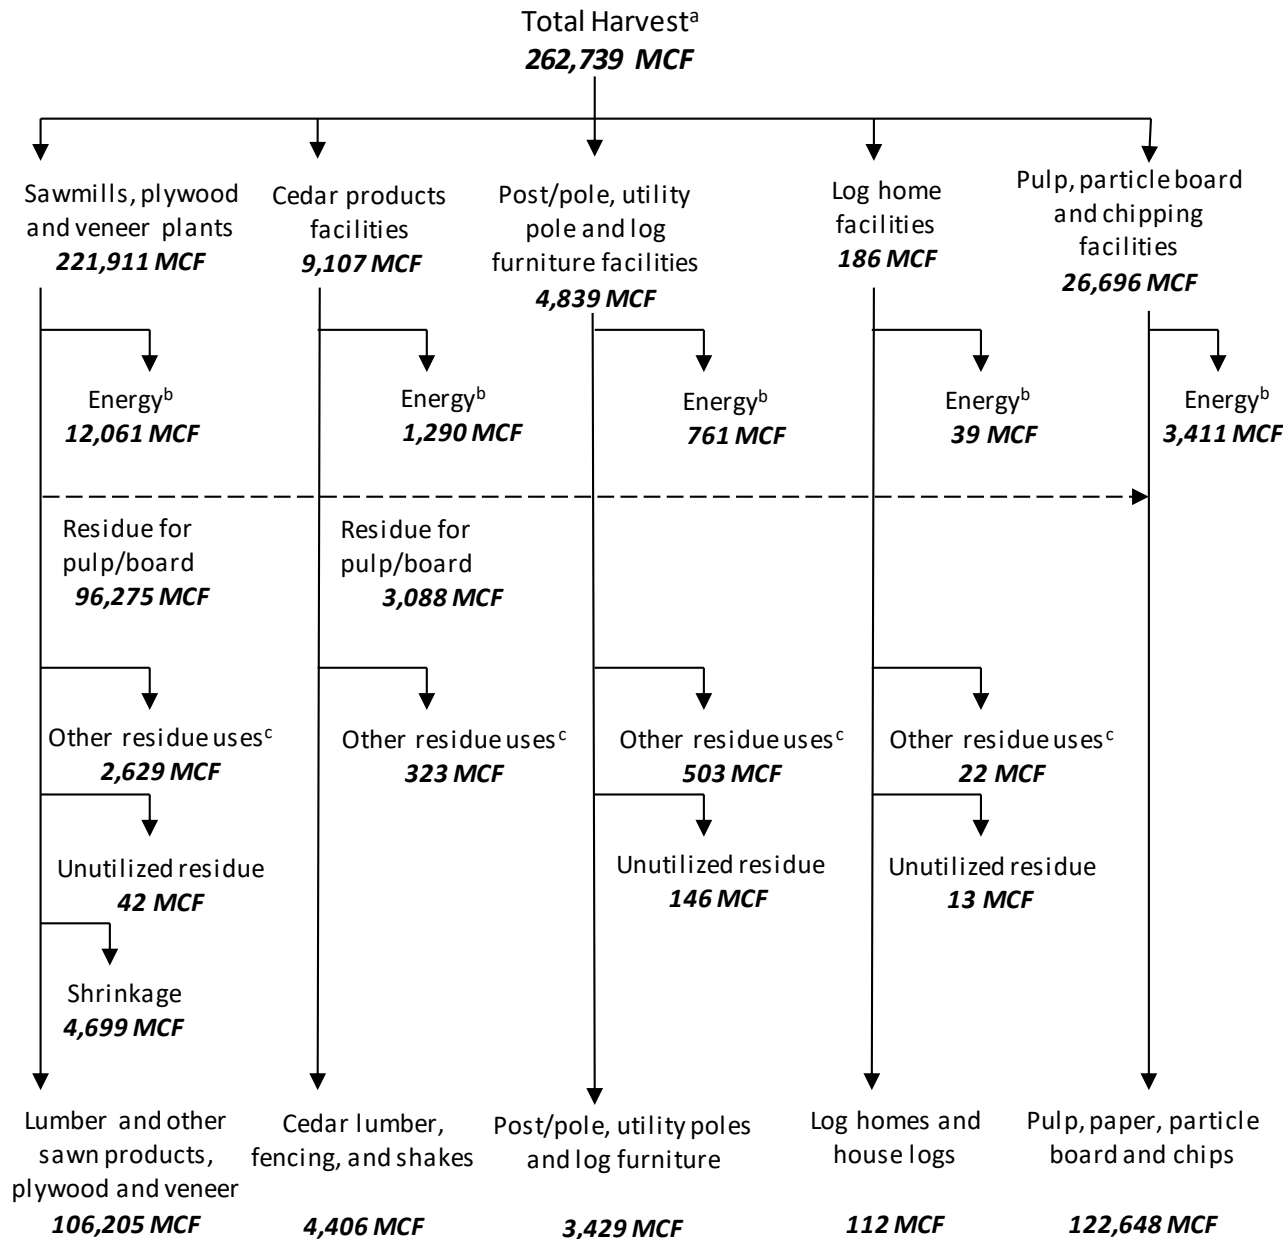 Total Harvestᵃ
262,739 MCF
Sawmills, plywood
and veneer plants
221,911 MCF
Cedar products
facilities
9,107 MCF
Post/pole, utility
pole and log
furniture facilities
4,839 MCF
Log home
facilities
186 MCF
Pulp, particle board
and chipping
facilities
26,696 MCF
Energyᵇ
12,061 MCF
Energyᵇ
1,290 MCF
Energyᵇ
761 MCF
Energyᵇ
39 MCF
Energyᵇ
3,411 MCF
Residue for
pulp/board
96,275 MCF
Residue for
pulp/board
3,088 MCF
Other residue usesᶜ
2,629 MCF
Other residue usesᶜ
323 MCF
Other residue usesᶜ
503 MCF
Other residue usesᶜ
22 MCF
Unutilized residue
42 MCF
Unutilized residue
146 MCF
Unutilized residue
13 MCF
Shrinkage
4,699 MCF
Lumber and other
sawn products,
plywood and veneer
106,205 MCF
Cedar lumber,
fencing, and shakes
4,406 MCF
Post/pole, utility poles
and log furniture
3,429 MCF
Log homes and
house logs
112 MCF
Pulp, paper, particle
board and chips
122,648 MCF